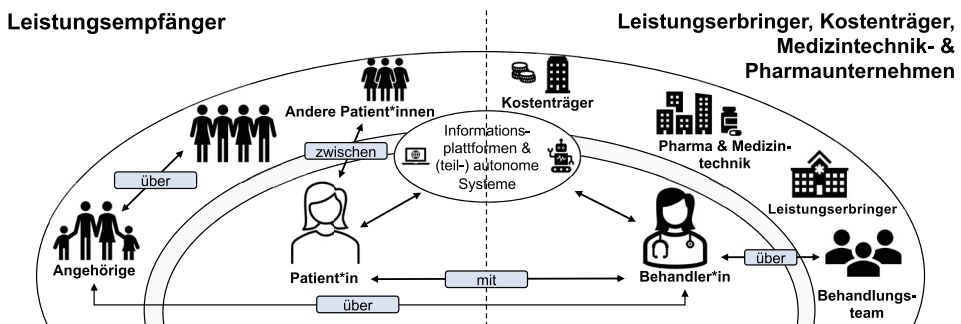 Leistungsempfänger
Leistungserbringer, Kostenträger,
Medizintechnik- &
Pharmaunternehmen
Andere Patient*innen
Kostenträger
Informations-
plattformen &
(teil-) autonome
Systeme
Pharma & Medizin-
technik
zwischen
über
Leistungserbringer
Angehörige
Patient*in
mit
Behandler*in
über
Behandlungs-
team
über